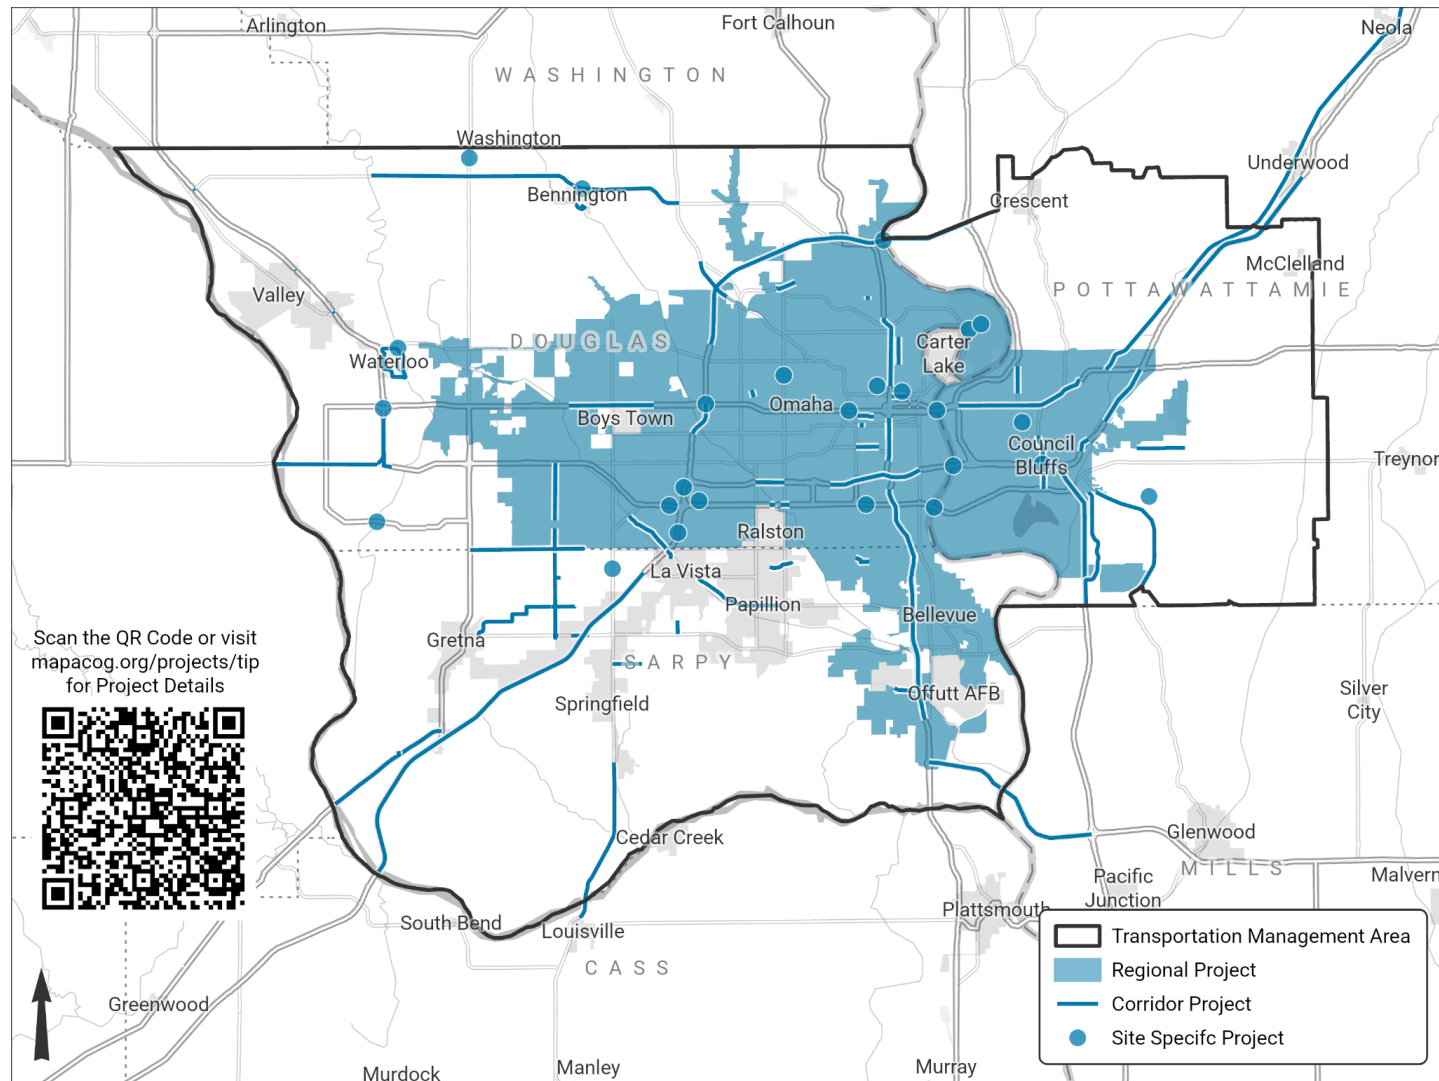 Arlington
Fort Calhoun
Neola
WASHINGTON
Washington
Bennington
Underwood
Crescent
McClelland
POTTAWATTAMIE
Valley
DOUGLAS
Waterloo
Carter
Lake
Omaha
Boys Town
Council
Bluffs
Treynor
Ralston
La Vista
Papillion
Bellevue
Gretna
SARPY
Offutt AFB
Springfield
Silver
City
Scan the QR Code or visit
mapacog.org/projects/tip
for Project Details
Cedar Creek
Glenwood
MILLS
Pacific
Junction
Malvern
Plattsmouth
South Bend
Louisville
CASS
Greenwood
Manley
Murdock
Murray
Transportation Management Area
Regional Project
Corridor Project
Site Specifc Project